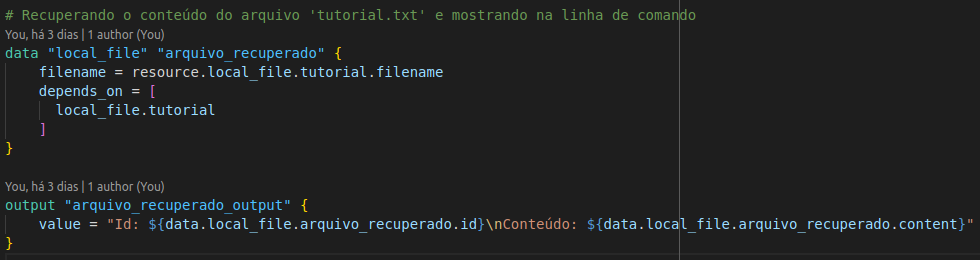 # Recuperando o conteúdo do arquivo 'tutorial.txt' e mostrando na linha de comando
You, há 3 dias | 1 author (You)
data "local_file" "arquivo_recuperado" {
    filename = resource.local_file.tutorial.filename
    depends_on = [
      local_file.tutorial
    ]
}
You, há 3 dias | 1 author (You)
output "arquivo_recuperado_output" {
    value = "Id: ${data.local_file.arquivo_recuperado.id}\nConteúdo: ${data.local_file.arquivo_recuperado.content}"
}